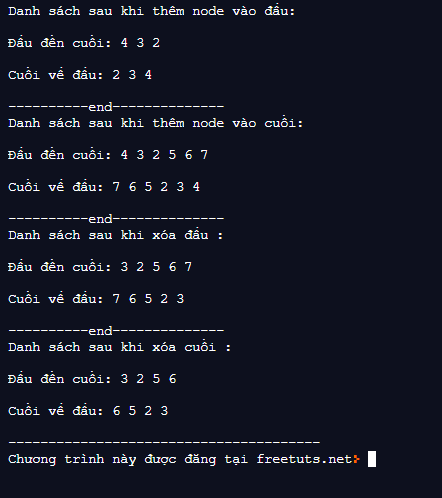 Danh sách sau khi thêm node vào đầu:
Đầu đến cuối: 4 3 2
Cuối về đầu: 2 3 4
----------end--------------
Danh sách sau khi thêm node vào cuối:
Đầu đến cuối: 4 3 2 5 6 7
Cuối về đầu: 7 6 5 2 3 4
----------end--------------
Danh sách sau khi xóa đầu :
Đầu đến cuối: 3 2 5 6 7
Cuối về đầu: 7 6 5 2 3
----------end--------------
Danh sách sau khi xóa cuối :
Đầu đến cuối: 3 2 5 6
Cuối về đầu: 6 5 2 3
---------------------------------------
Chương trình này được đăng tại freetuts.net>